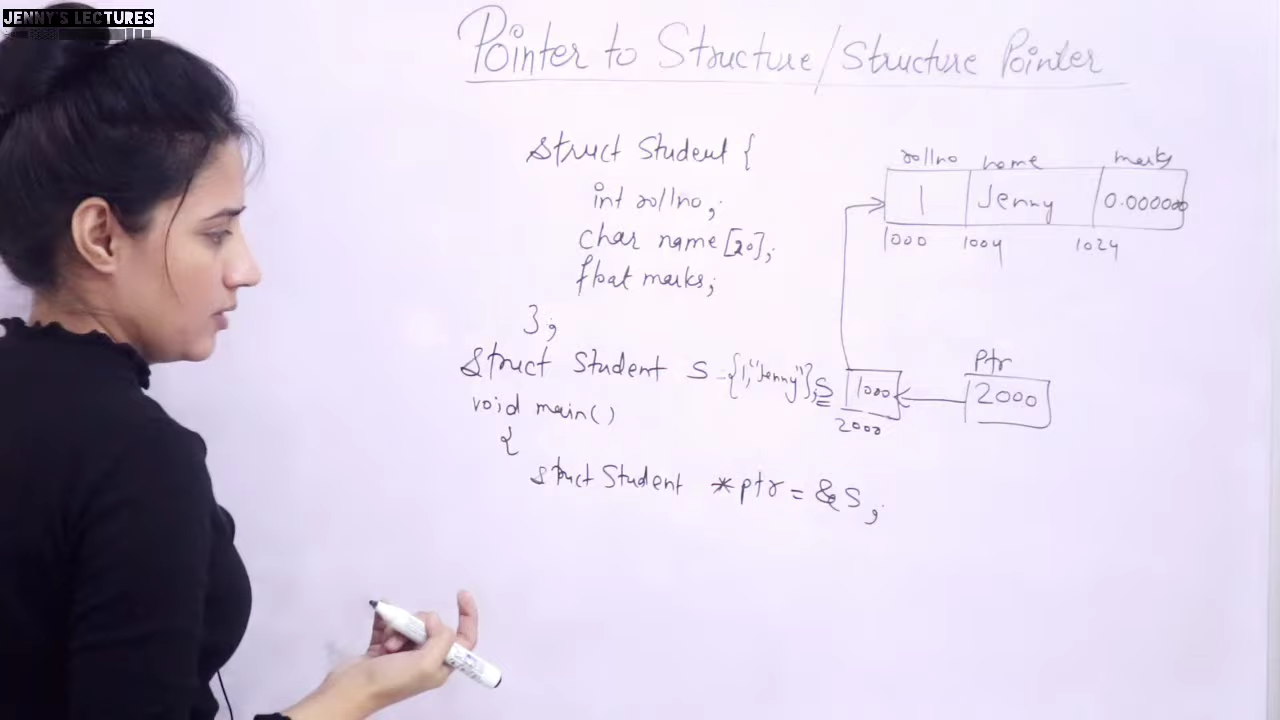 JENNY'S LECTURES
Pointer to Structure/Structure Pointer
struct Student {
int rollno;
char name[20];
float marks;
};
struct Student S={1,"Jenny"};
void main()
{
struct Student *ptr = &S;
rollno name marks
1 Jenny 0.000000
1000 1004 1024
S 1000
2000
ptr
2000